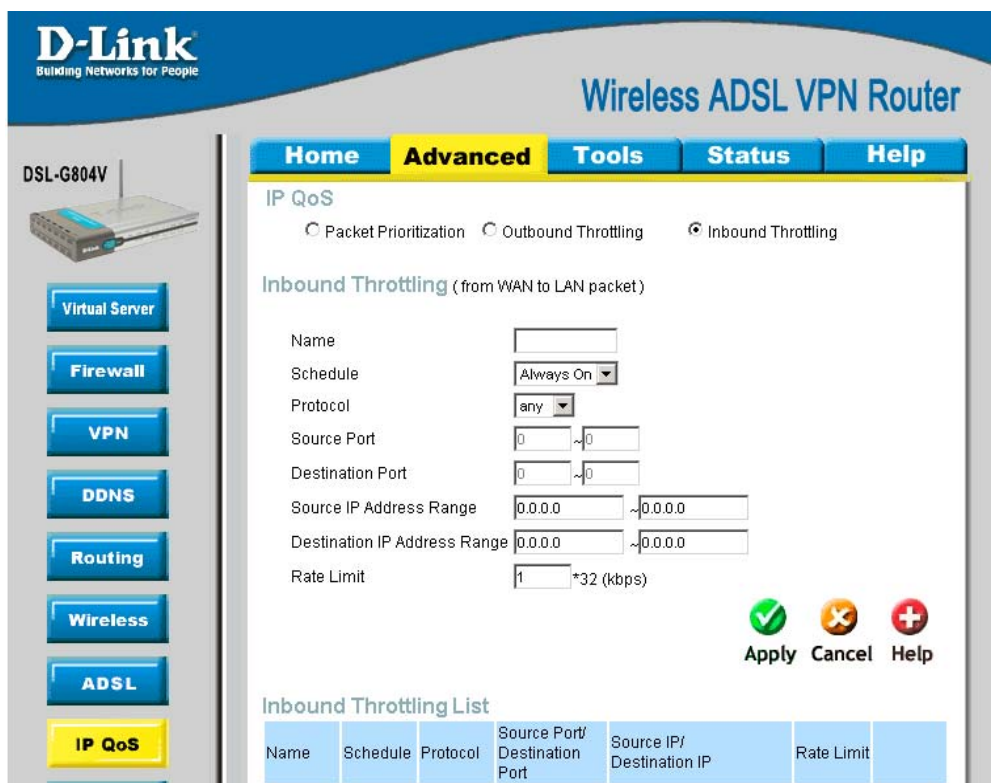 D-Link
Building Networks for People
Wireless ADSL VPN Router
DSL-G804V
Home Advanced Tools Status Help
IP QoS
Packet Prioritization Outbound Throttling Inbound Throttling
Inbound Throttling ( from WAN to LAN packet )
Name
Schedule Always On
Protocol any
Source Port 0 ~ 0
Destination Port 0 ~ 0
Source IP Address Range 0.0.0.0 ~ 0.0.0.0
Destination IP Address Range 0.0.0.0 ~ 0.0.0.0
Rate Limit 1 *32 (kbps)
Apply Cancel Help
Virtual Server
Firewall
VPN
DDNS
Routing
Wireless
ADSL
IP QoS
Inbound Throttling List
Name Schedule Protocol Source Port/ Destination Port Source IP/ Destination IP Rate Limit